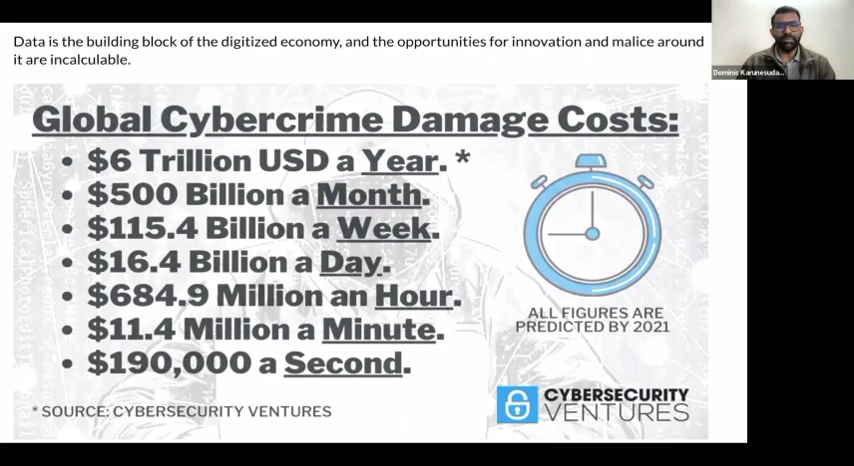 Data is the building block of the digitized economy, and the opportunities for innovation and malice around
it are incalculable.
Dominic Karunesuda...
Global Cybercrime Damage Costs:
• $6 Trillion USD a Year. *
• $500 Billion a Month.
• $115.4 Billion a Week.
• $16.4 Billion a Day.
• $684.9 Million an Hour.
• $11.4 Million a Minute.
• $190,000 a Second.
ALL FIGURES ARE
PREDICTED BY 2021
* SOURCE: CYBERSECURITY VENTURES
CYBERSECURITY
VENTURES